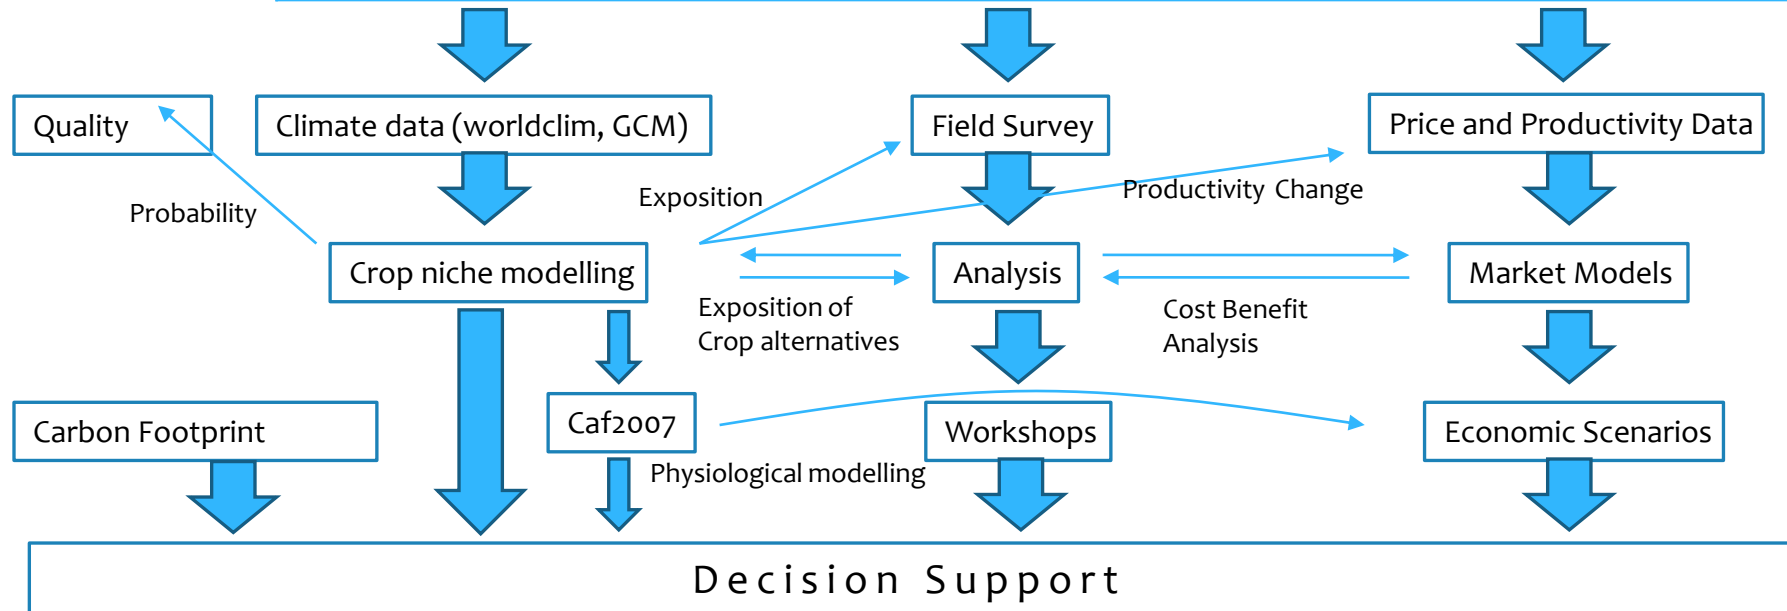 Quality
Climate data (worldclim, GCM)
Field Survey
Price and Productivity Data
Probability
Exposition
Productivity Change
Crop niche modelling
Analysis
Market Models
Exposition of
Crop alternatives
Cost Benefit
Analysis
Carbon Footprint
Caf2007
Workshops
Economic Scenarios
Physiological modelling
Decision Support